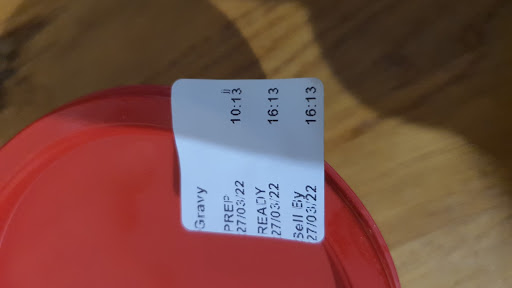 Gravy
PREP
27/03/22 10:13
READY
27/03/22 16:13
Sell By
27/03/22 16:13